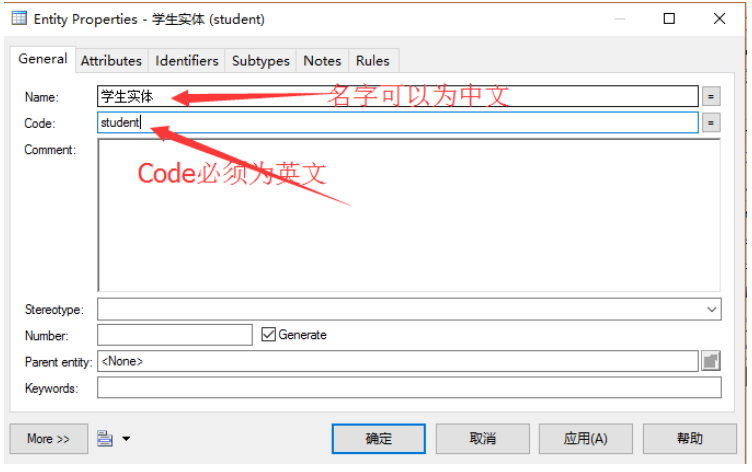 Entity Properties - 学生实体 (student)
General Attributes Identifiers Subtypes Notes Rules
Name: 学生实体 名字可以为中文 =
Code: student =
Comment:
Code必须为英文
Stereotype:
Number: Generate
Parent entity: <None>
Keywords:
More >> 确定 取消 应用(A) 帮助